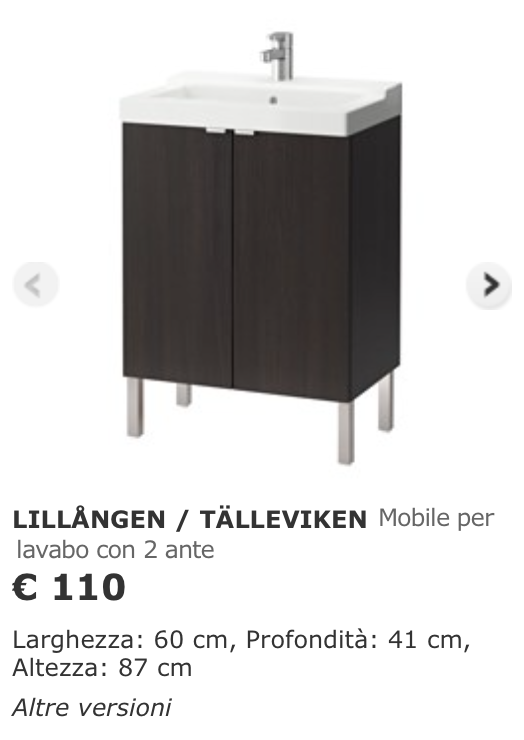 LILLÅNGEN / TÄLLEVIKEN Mobile per
lavabo con 2 ante
€ 110
Larghezza: 60 cm, Profondità: 41 cm,
Altezza: 87 cm
Altre versioni